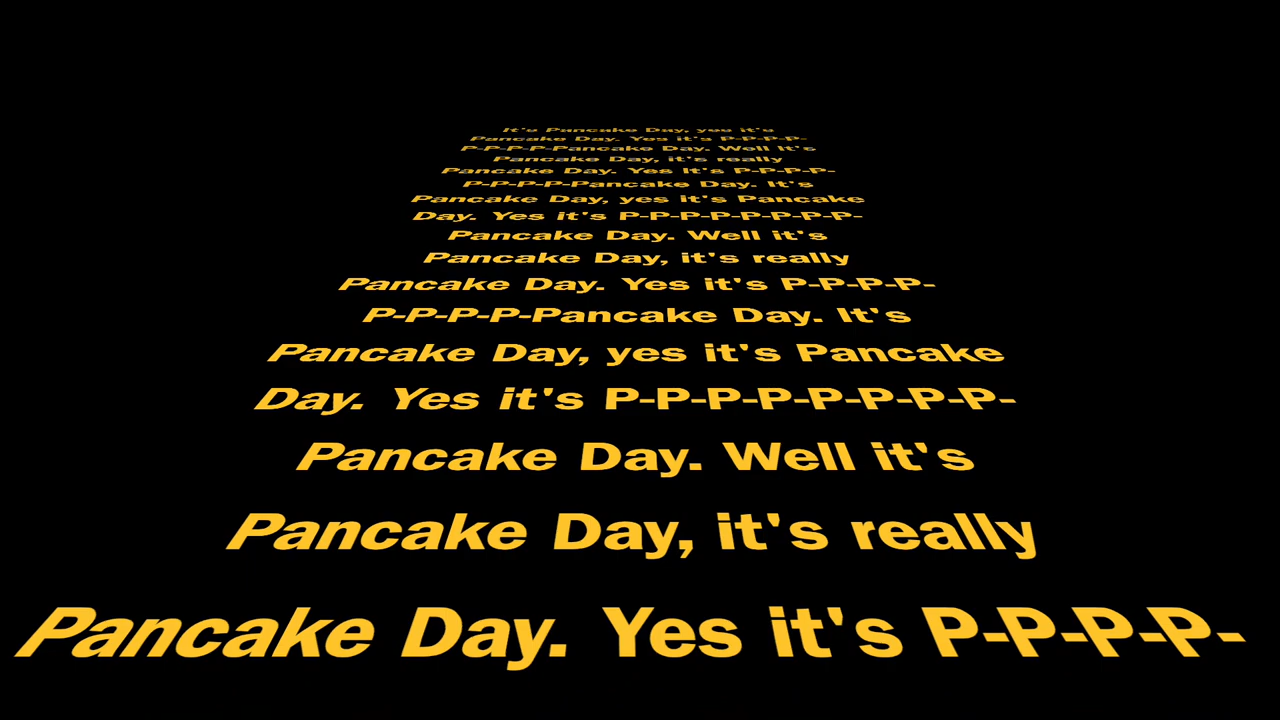 It's Pancake Day, yes it's
Pancake Day. Yes it's P-P-P-P-
P-P-P-P-Pancake Day. Well it's
Pancake Day, it's really
Pancake Day. Yes It's P-P-P-P-
P-P-P-P-Pancake Day. It's
Pancake Day, yes it's Pancake
Day. Yes it's P-P-P-P-P-P-P-P-
Pancake Day. Well it's
Pancake Day, it's really
Pancake Day. Yes it's P-P-P-P-
P-P-P-P-Pancake Day. It's
Pancake Day, yes it's Pancake
Day. Yes it's P-P-P-P-P-P-P-P-
Pancake Day. Well it's
Pancake Day, it's really
Pancake Day. Yes it's P-P-P-P-